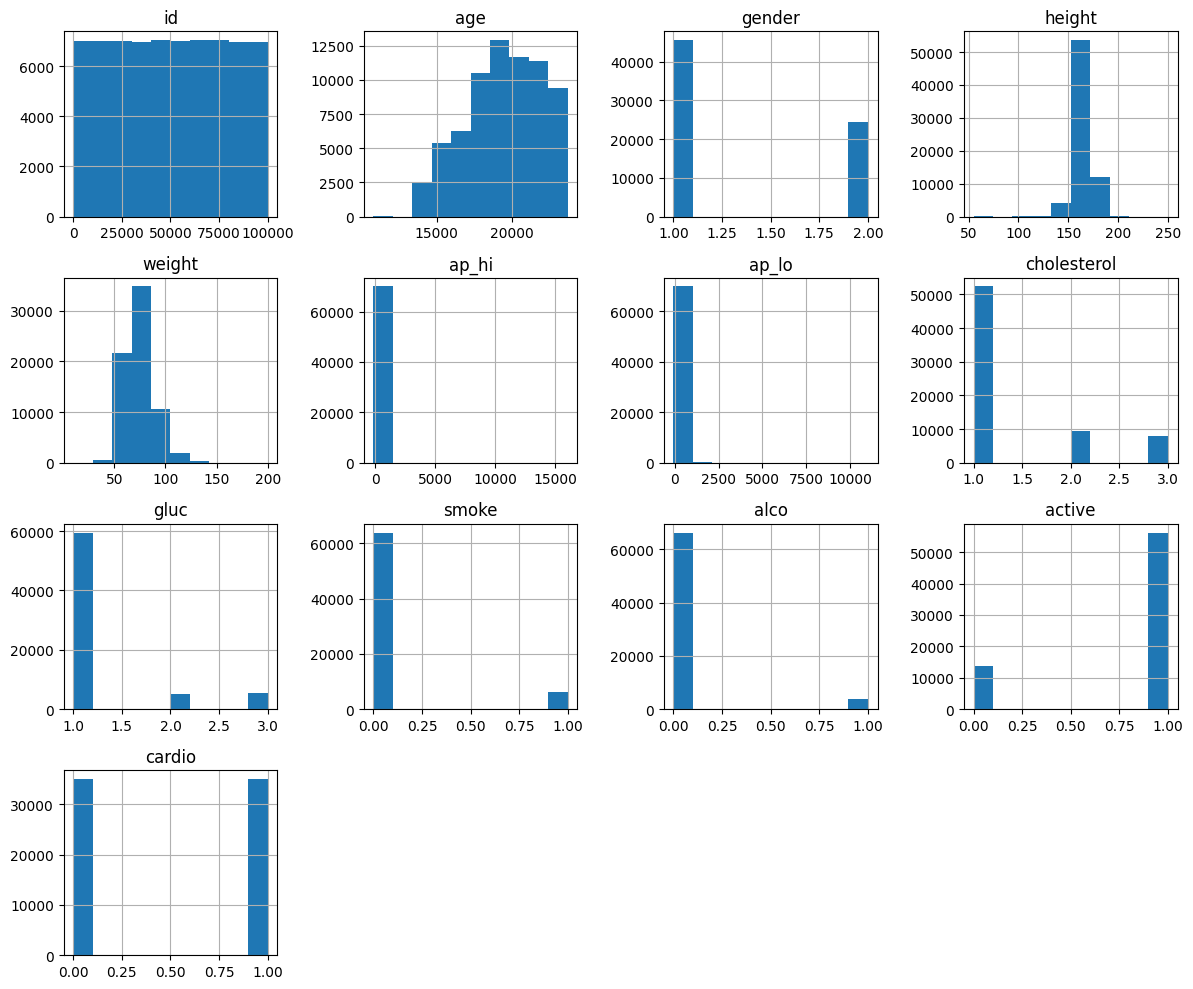 id age gender height
6000 4000 2000 0
0 25000 50000 75000 100000
12500 10000 7500 5000 2500 0
15000 20000
40000 30000 20000 10000 0
1.00 1.25 1.50 1.75 2.00
50000 40000 30000 20000 10000 0
50 100 150 200 250
weight ap_hi ap_lo cholesterol
30000 20000 10000 0
50 100 150 200
60000 40000 20000 0
0 5000 10000 15000
60000 40000 20000 0
0 2500 5000 7500 10000
50000 40000 30000 20000 10000 0
1.0 1.5 2.0 2.5 3.0
gluc smoke alco active
60000 40000 20000 0
1.0 1.5 2.0 2.5 3.0
60000 40000 20000 0
0.00 0.25 0.50 0.75 1.00
60000 40000 20000 0
0.00 0.25 0.50 0.75 1.00
50000 40000 30000 20000 10000 0
0.00 0.25 0.50 0.75 1.00
cardio
30000 20000 10000 0
0.00 0.25 0.50 0.75 1.00